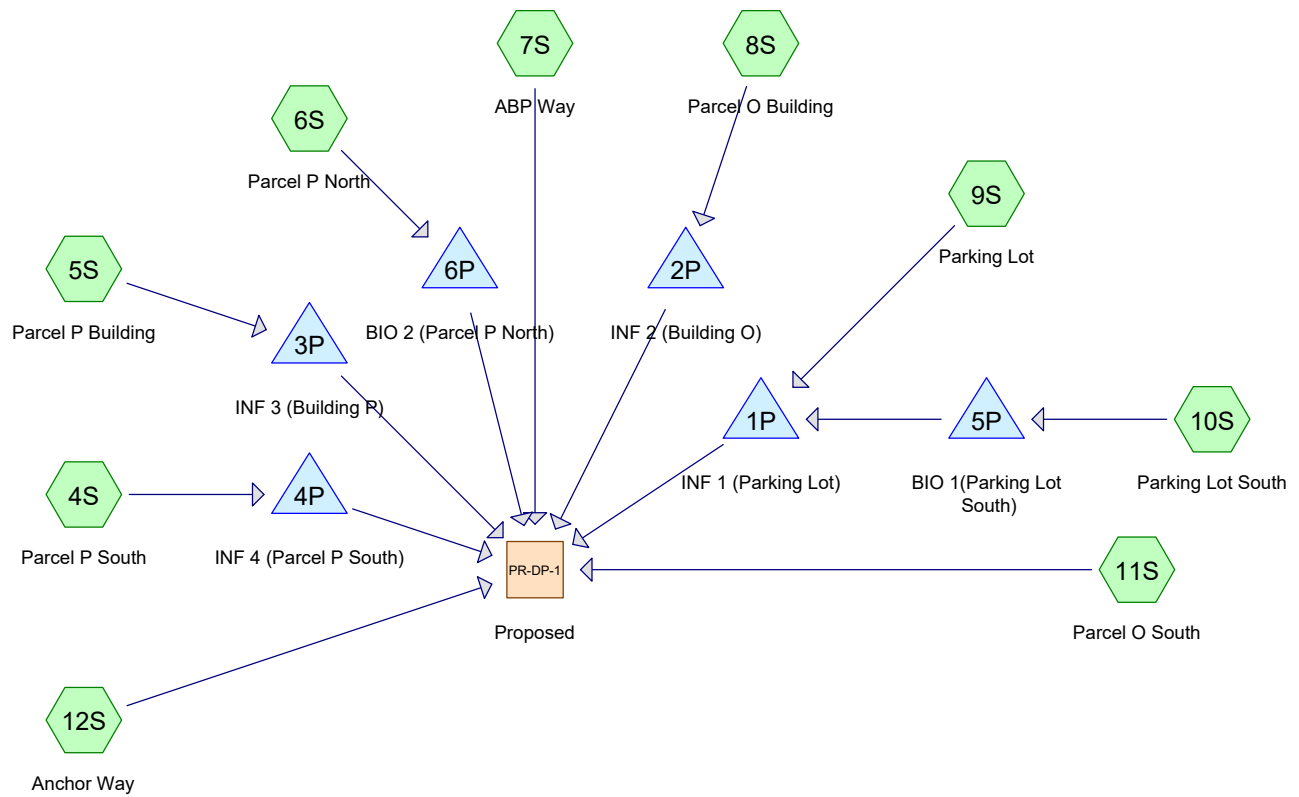 7S
ABP Way
8S
Parcel O Building
6S
Parcel P North
9S
Parking Lot
5S
Parcel P Building
6P
BIO 2 (Parcel P North)
2P
INF 2 (Building O)
3P
INF 3 (Building P)
1P
INF 1 (Parking Lot)
5P
BIO 1(Parking Lot
South)
10S
Parking Lot South
4S
Parcel P South
4P
INF 4 (Parcel P South)
PR-DP-1
Proposed
11S
Parcel O South
12S
Anchor Way